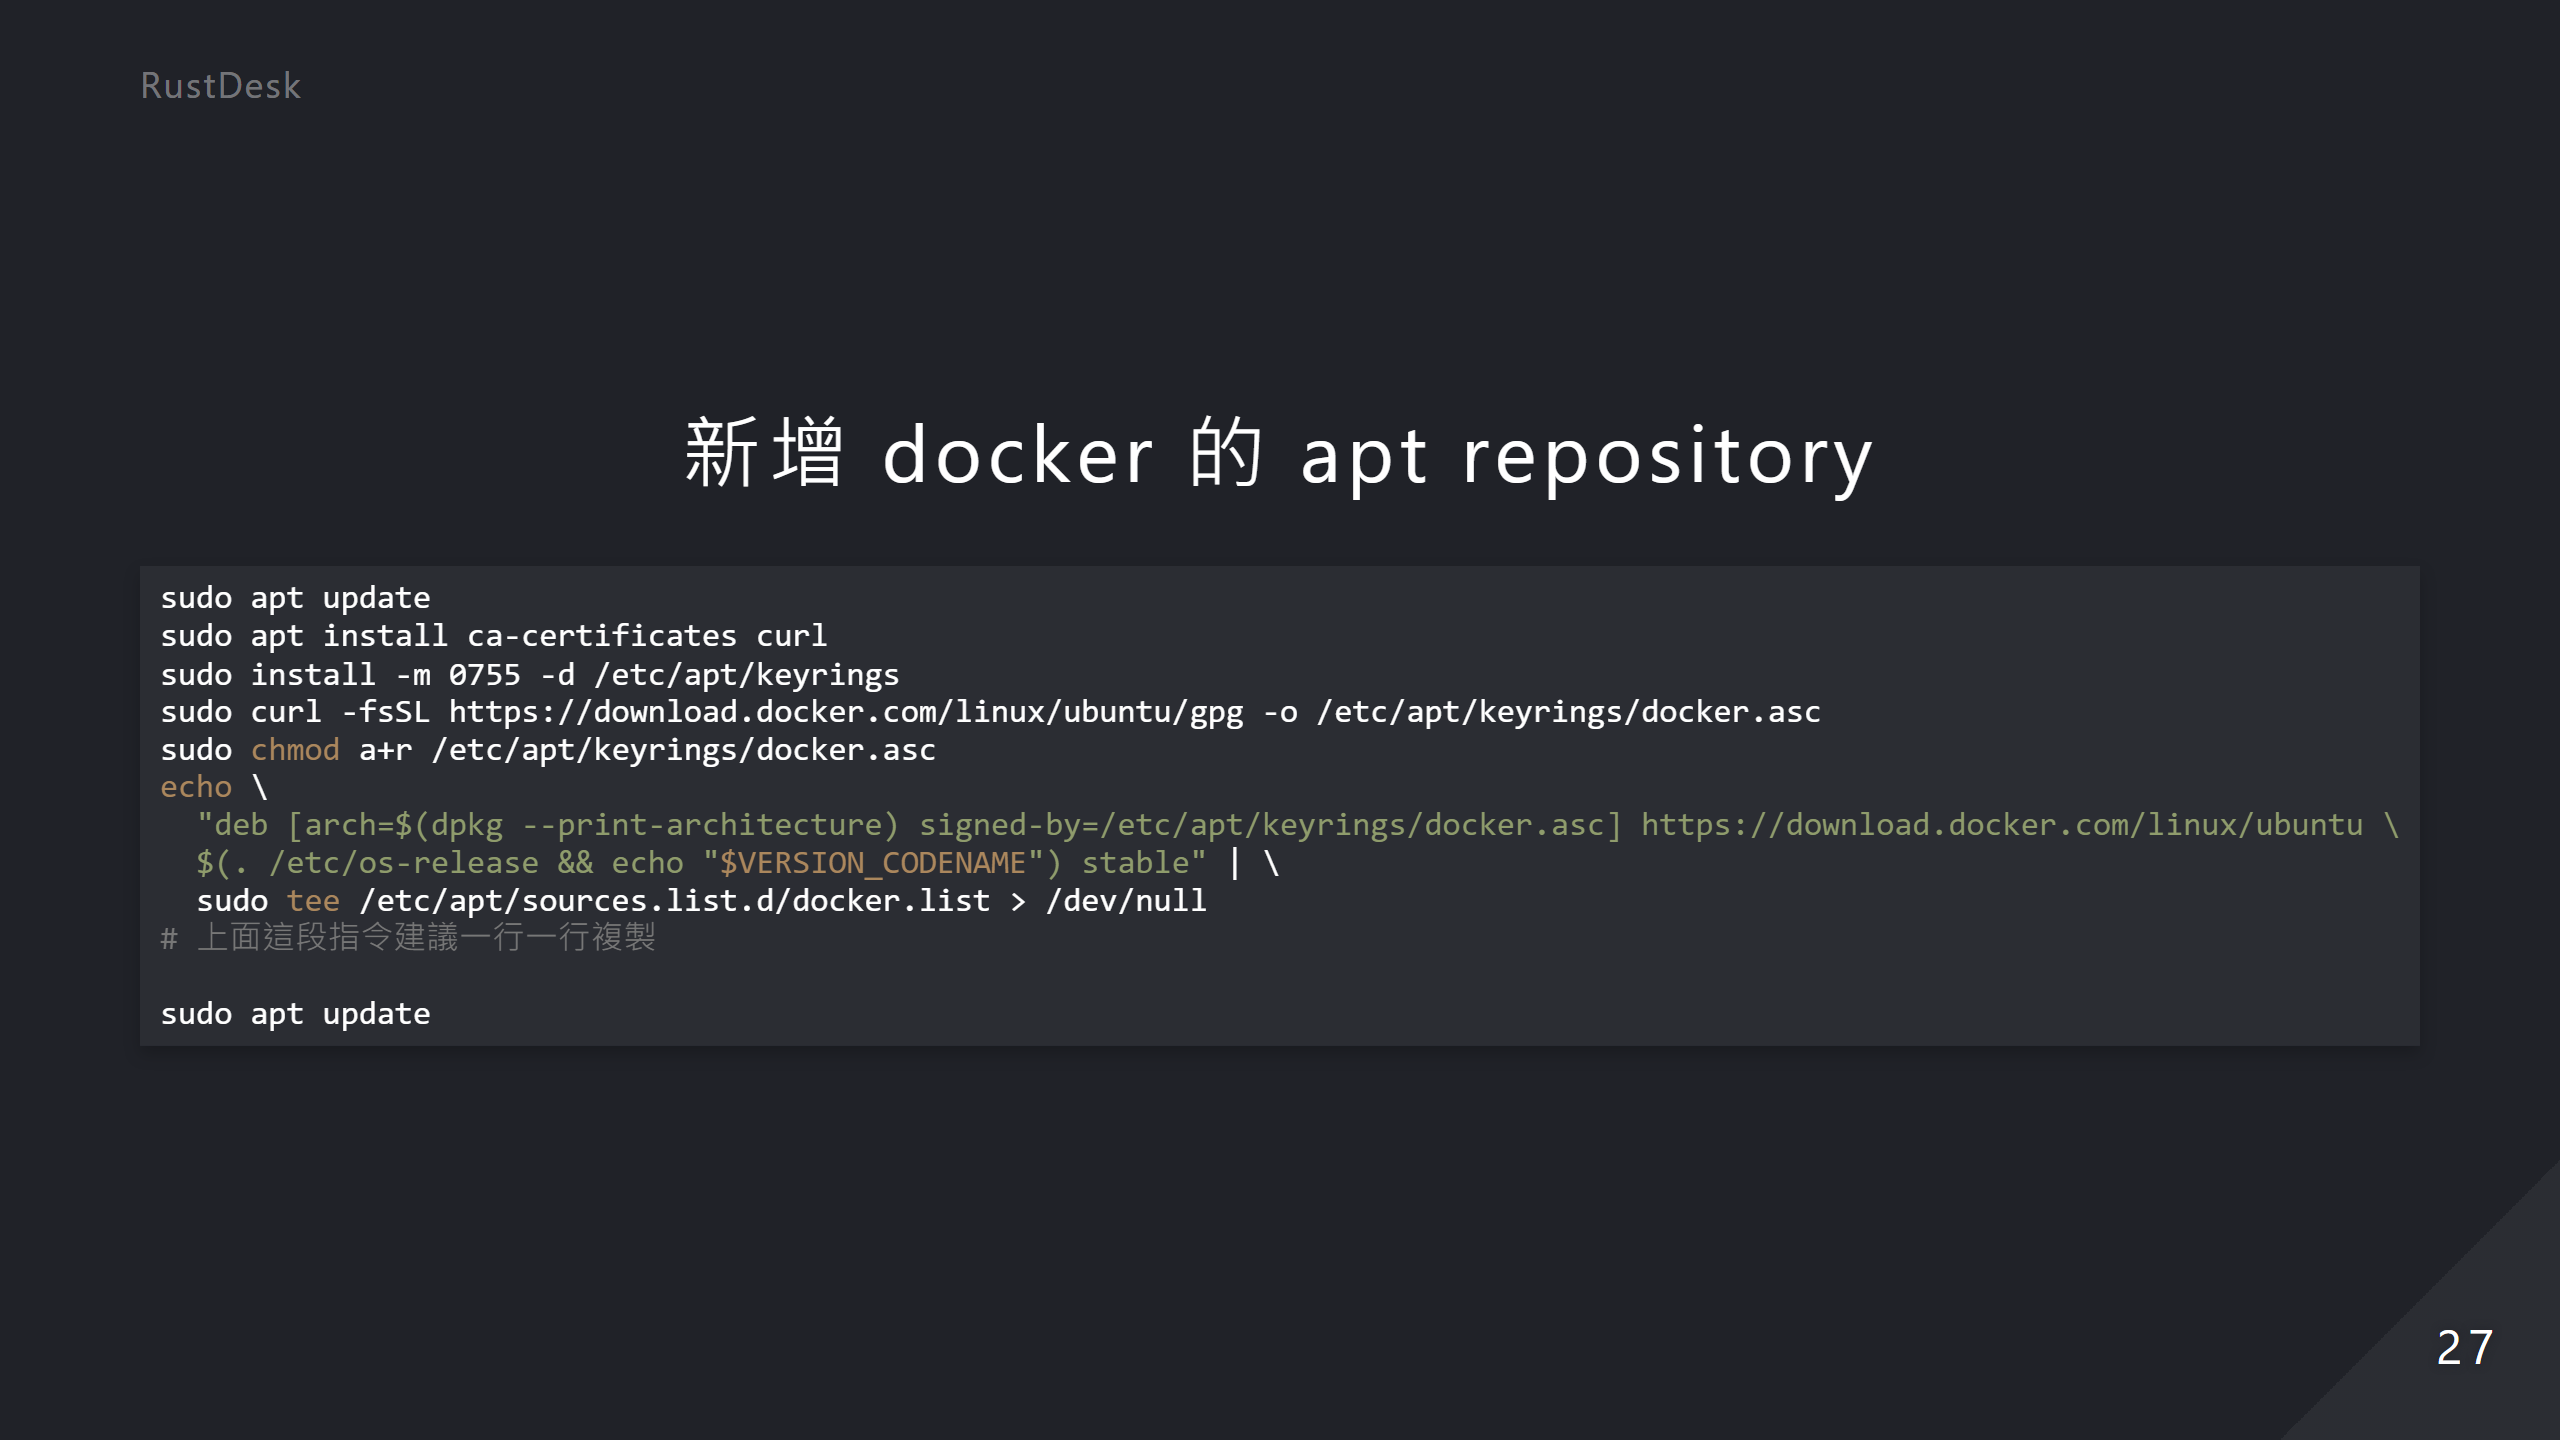 RustDesk
新增 docker 的 apt repository
sudo apt update
sudo apt install ca-certificates curl
sudo install -m 0755 -d /etc/apt/keyrings
sudo curl -fsSL https://download.docker.com/linux/ubuntu/gpg -o /etc/apt/keyrings/docker.asc
sudo chmod a+r /etc/apt/keyrings/docker.asc
echo \
  "deb [arch=$(dpkg --print-architecture) signed-by=/etc/apt/keyrings/docker.asc] https://download.docker.com/linux/ubuntu \
  $(. /etc/os-release && echo "$VERSION_CODENAME") stable" | \
  sudo tee /etc/apt/sources.list.d/docker.list > /dev/null
# 上面這段指令建議一行一行複製
sudo apt update
27